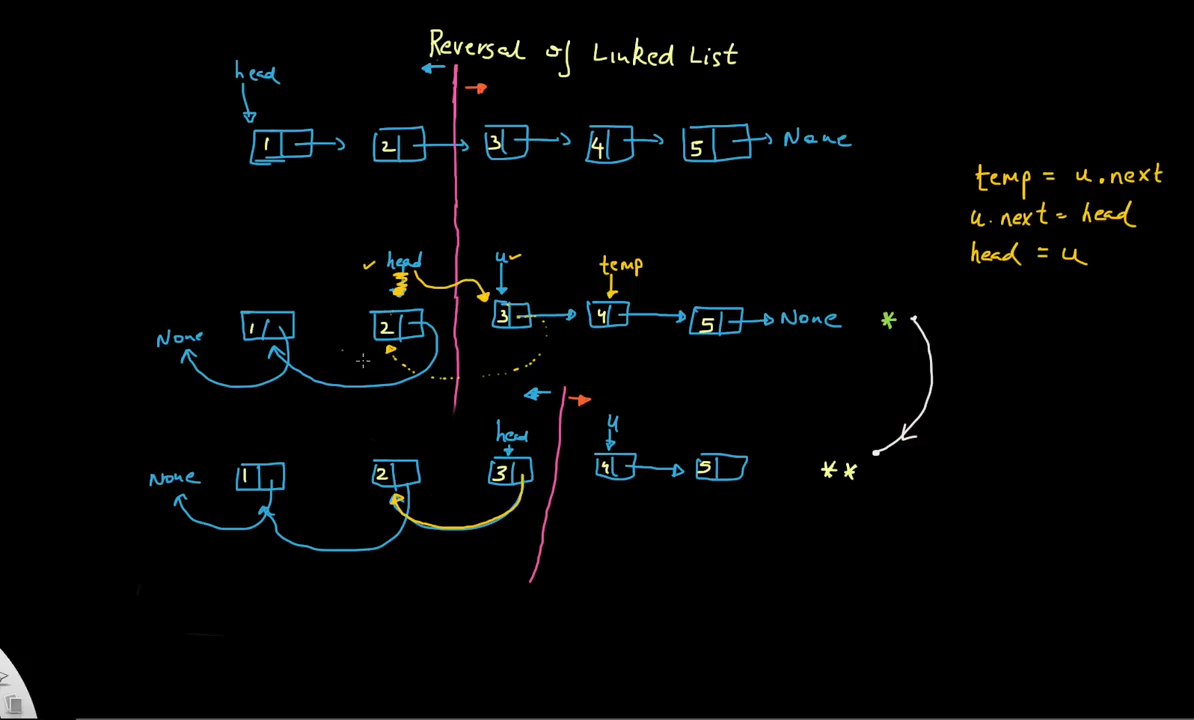 Reversal of Linked List
head
1 2 3 4 5 None
temp = u.next
u.next = head
head = u
head u temp
None 1 2 3 4 5 None *
head u
None 1 2 3 4 5 **